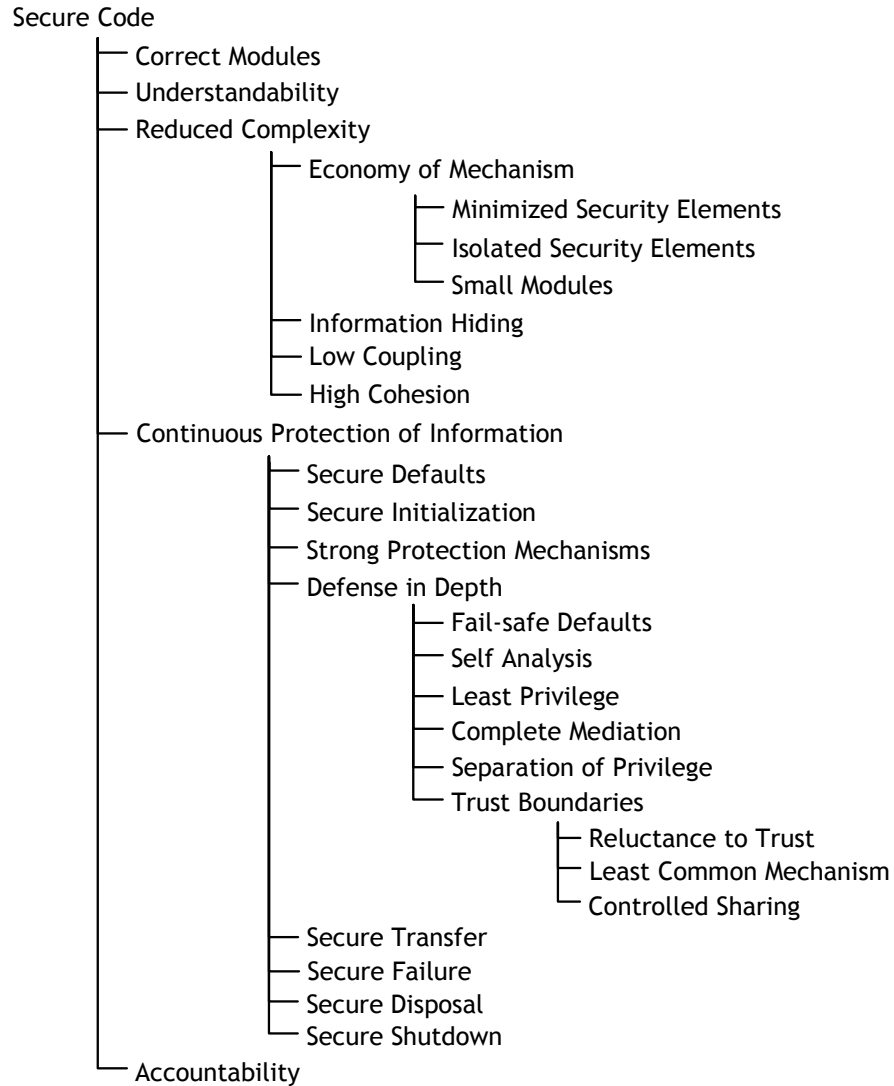 Secure Code
Correct Modules
Understandability
Reduced Complexity
Economy of Mechanism
Minimized Security Elements
Isolated Security Elements
Small Modules
Information Hiding
Low Coupling
High Cohesion
Continuous Protection of Information
Secure Defaults
Secure Initialization
Strong Protection Mechanisms
Defense in Depth
Fail-safe Defaults
Self Analysis
Least Privilege
Complete Mediation
Separation of Privilege
Trust Boundaries
Reluctance to Trust
Least Common Mechanism
Controlled Sharing
Secure Transfer
Secure Failure
Secure Disposal
Secure Shutdown
Accountability